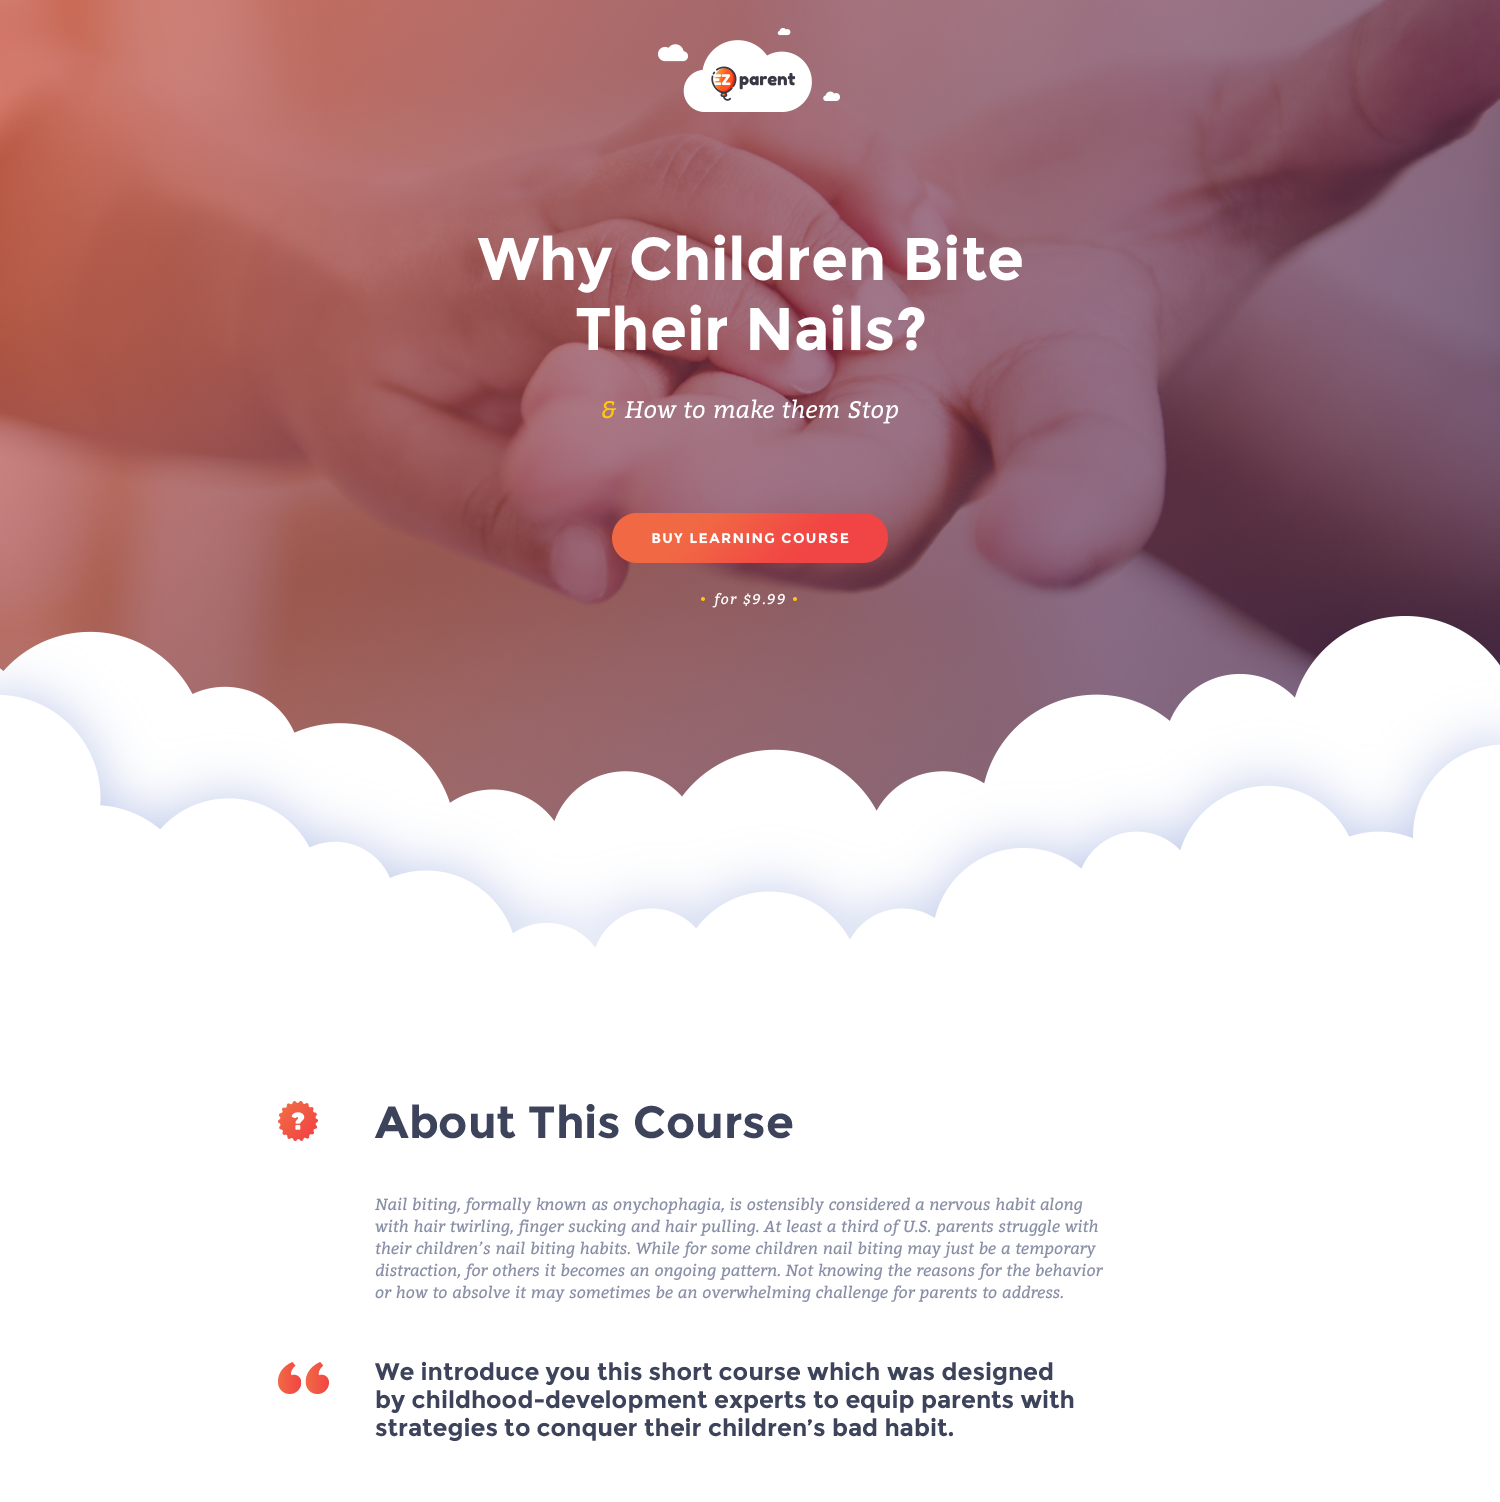 EZ parent
Why Children Bite
Their Nails?
& How to make them Stop
BUY LEARNING COURSE
• for $9.99 •
? About This Course
Nail biting, formally known as onychophagia, is ostensibly considered a nervous habit along
with hair twirling, finger sucking and hair pulling. At least a third of U.S. parents struggle with
their children’s nail biting habits. While for some children nail biting may just be a temporary
distraction, for others it becomes an ongoing pattern. Not knowing the reasons for the behavior
or how to absolve it may sometimes be an overwhelming challenge for parents to address.
“ We introduce you this short course which was designed
by childhood-development experts to equip parents with
strategies to conquer their children’s bad habit.